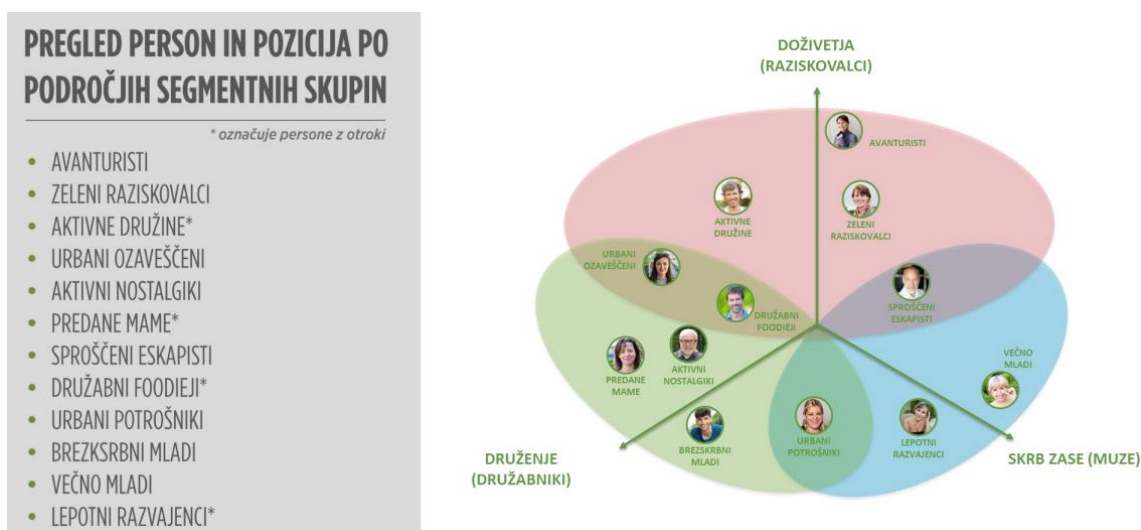 PREGLED PERSON IN POZICIJA PO
PODROČJIH SEGMENTNIH SKUPIN
* označuje persone z otroki
• AVANTURISTI
• ZELENI RAZISKOVALCI
• AKTIVNE DRUŽINE*
• URBANI OZAVEŠČENI
• AKTIVNI NOSTALGIKI
• PREDANE MAME*
• SPROŠČENI ESKAPISTI
• DRUŽABNI FOODIEJI*
• URBANI POTROŠNIKI
• BREZKSRBNI MLADI
• VEČNO MLADI
• LEPOTNI RAZVAJENCI*
DOŽIVETJA
(RAZISKOVALCI)
AVANTURISTI
AKTIVNE
DRUŽINE
ZELENI
RAZISKOVALCI
URBANI
OZAVEŠČENI
DRUŽABNI
FOODIEJI
SPROŠČENI
ESKAPISTI
PREDANE
MAME
AKTIVNI
NOSTALGIKI
VEČNO
MLADI
BREZSKRBNI
MLADI
URBANI
POTROŠNIKI
LEPOTNI
RAZVAJENCI
DRUŽENJE
(DRUŽABNIKI)
SKRB ZASE (MUZE)